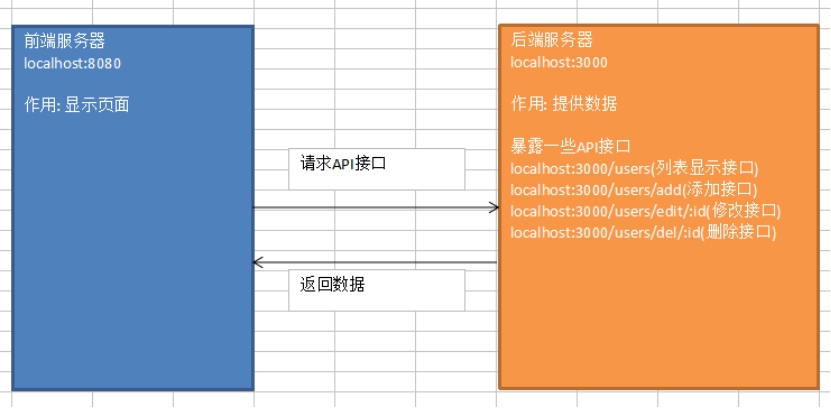 前端服务器
localhost:8080
作用: 显示页面
请求API接口
返回数据
后端服务器
localhost:3000
作用: 提供数据
暴露一些API接口
localhost:3000/users(列表显示接口)
localhost:3000/users/add(添加接口)
localhost:3000/users/edit/:id(修改接口)
localhost:3000/users/del/:id(删除接口)